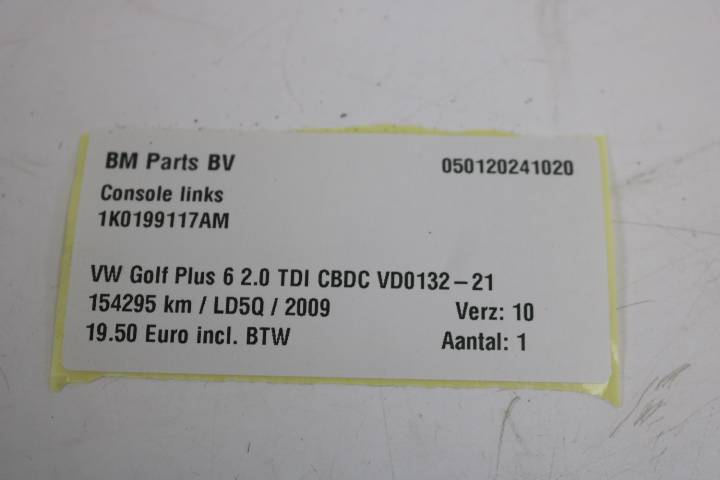 BM Parts BV 050120241020
Console links
1K0199117AM
VW Golf Plus 6 2.0 TDI CBDC VD0132-21
154295 km / LD5Q / 2009 Verz: 10
19.50 Euro incl. BTW Aantal: 1